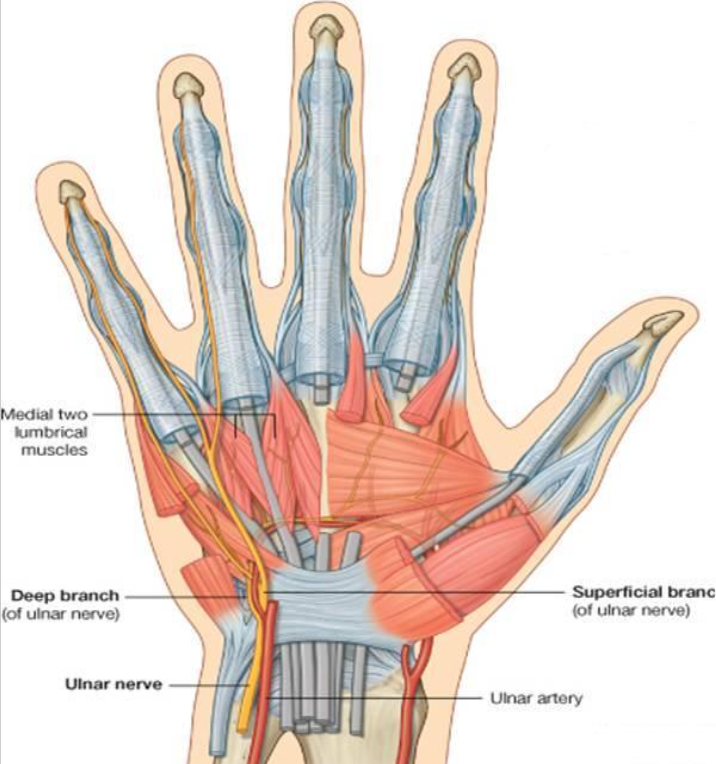 Medial two
lumbrical
muscles
Deep branch
(of ulnar nerve)
Superficial branc
(of ulnar nerve)
Ulnar nerve
Ulnar artery